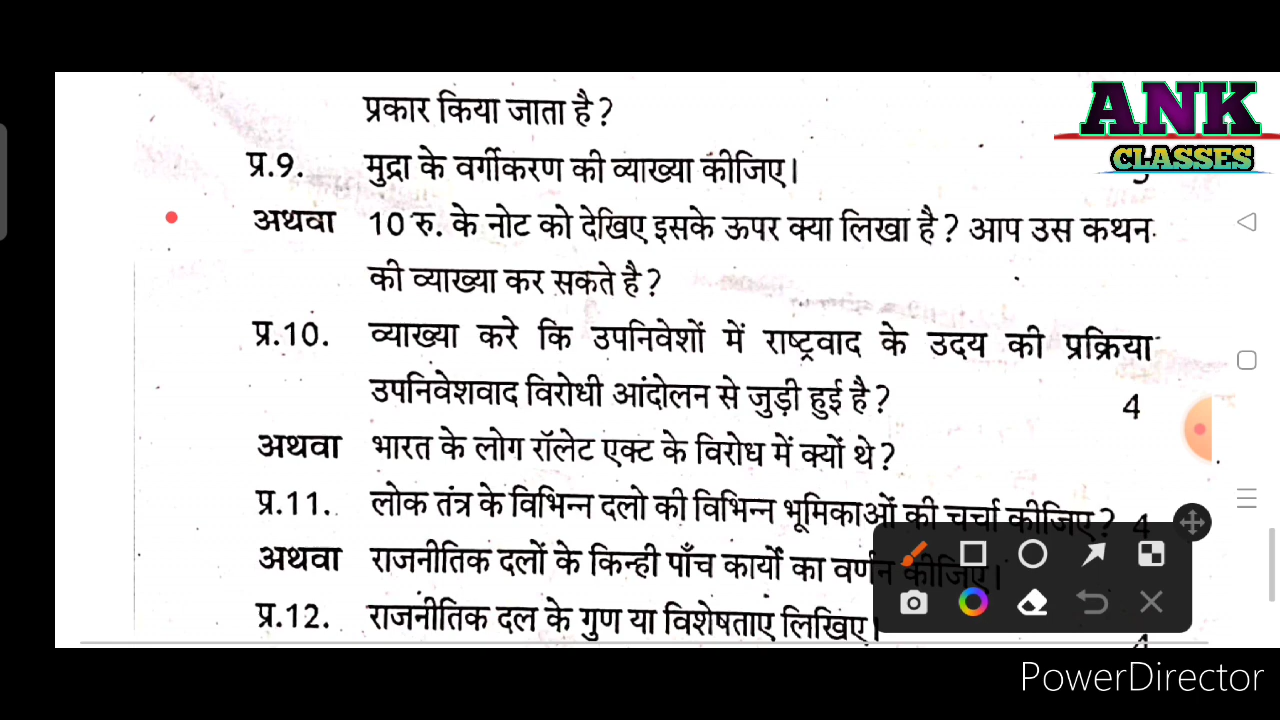 प्रकार किया जाता है?
ANK
CLASSES
प्र.9. मुद्रा के वर्गीकरण की व्याख्या कीजिए।
अथवा 10 रु. के नोट को देखिए इसके ऊपर क्या लिखा है? आप उस कथन
की व्याख्या कर सकते है?
प्र.10. व्याख्या करे कि उपनिवेशों में राष्ट्रवाद के उदय की प्रक्रिया
उपनिवेशवाद विरोधी आंदोलन से जुड़ी हुई है? 4
अथवा भारत के लोग रॉलेट एक्ट के विरोध में क्यों थे?
प्र.11. लोक तंत्र के विभिन्न दलो की विभिन्न भूमिकाओं की चर्चा कीजिए? 4
अथवा राजनीतिक दलों के किन्ही पाँच कार्यों का वर्णन कीजिए।
प्र.12. राजनीतिक दल के गुण या विशेषताए लिखिए।
PowerDirector